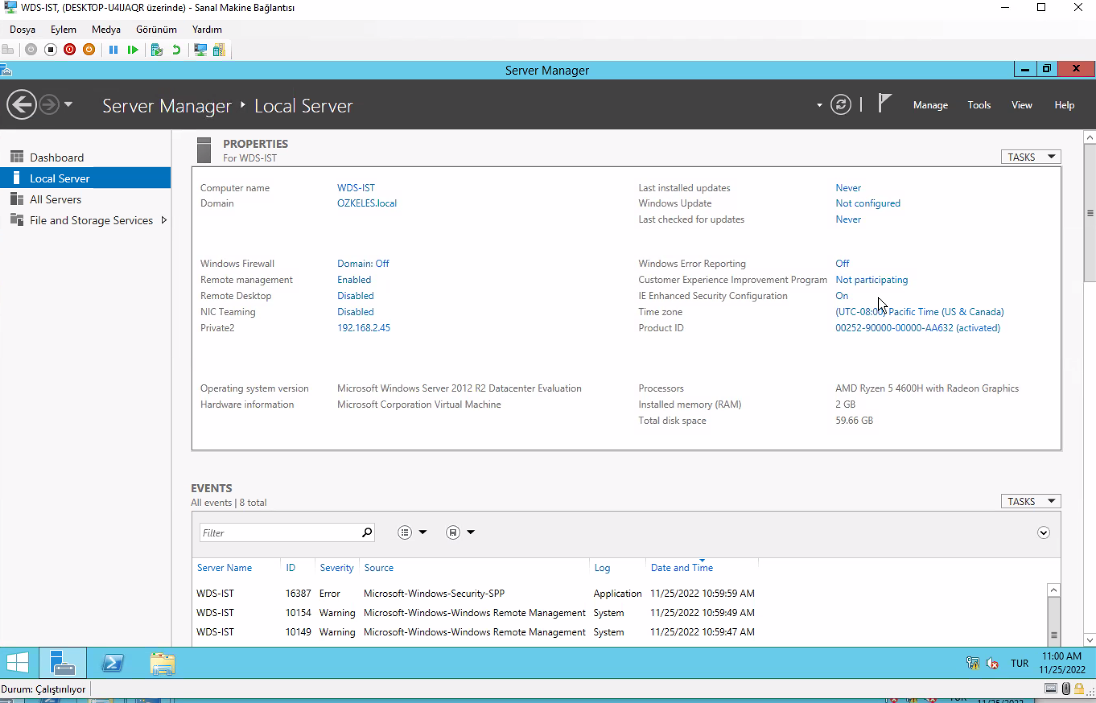 WDS-IST, (DESKTOP-U4IJAQR üzerinde) - Sanal Makine Bağlantısı
Dosya Eylem Medya Görünüm Yardım
Server Manager
Server Manager ‣ Local Server
Manage Tools View Help
Dashboard
Local Server
All Servers
File and Storage Services
PROPERTIES
For WDS-IST
TASKS
Computer name WDS-IST Last installed updates Never
Domain OZKELES.local Windows Update Not configured
Last checked for updates Never
Windows Firewall Domain: Off Windows Error Reporting Off
Remote management Enabled Customer Experience Improvement Program Not participating
Remote Desktop Disabled IE Enhanced Security Configuration On
NIC Teaming Disabled Time zone (UTC-08:00) Pacific Time (US & Canada)
Private2 192.168.2.45 Product ID 00252-90000-00000-AA632 (activated)
Operating system version Microsoft Windows Server 2012 R2 Datacenter Evaluation Processors AMD Ryzen 5 4600H with Radeon Graphics
Hardware information Microsoft Corporation Virtual Machine Installed memory (RAM) 2 GB
Total disk space 59.66 GB
EVENTS
All events | 8 total
TASKS
Filter
Server Name ID Severity Source Log Date and Time
WDS-IST 16387 Error Microsoft-Windows-Security-SPP Application 11/25/2022 10:59:59 AM
WDS-IST 10154 Warning Microsoft-Windows-Windows Remote Management System 11/25/2022 10:59:49 AM
WDS-IST 10149 Warning Microsoft-Windows-Windows Remote Management System 11/25/2022 10:59:47 AM
TUR 11:00 AM
11/25/2022
Durum: Çalıştırılıyor